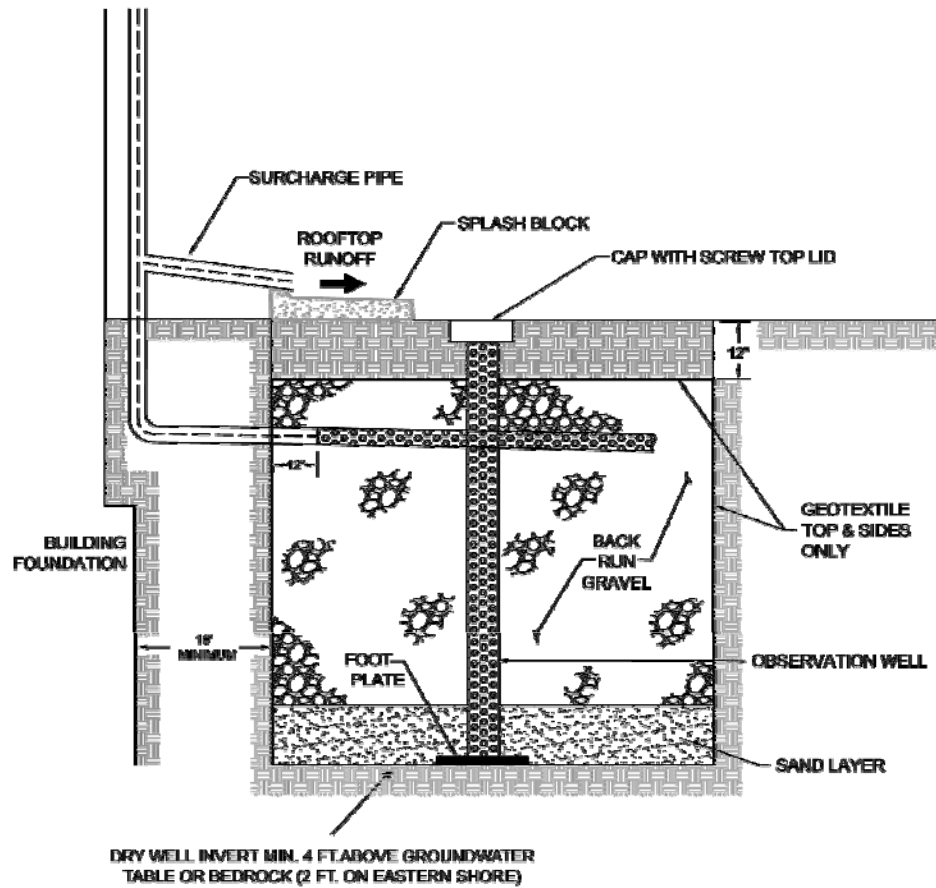 SURCHARGE PIPE
SPLASH BLOCK
ROOFTOP
RUNOFF
CAP WITH SCREW TOP LID
12"
12"
GEOTEXTILE
TOP & SIDES
ONLY
BUILDING
FOUNDATION
BACK
RUN
GRAVEL
MINIMUM
FOOT
PLATE
OBSERVATION WELL
SAND LAYER
DRY WELL INVERT MIN. 4 FT. ABOVE GROUNDWATER
TABLE OR BEDROCK (2 FT. ON EASTERN SHORE)